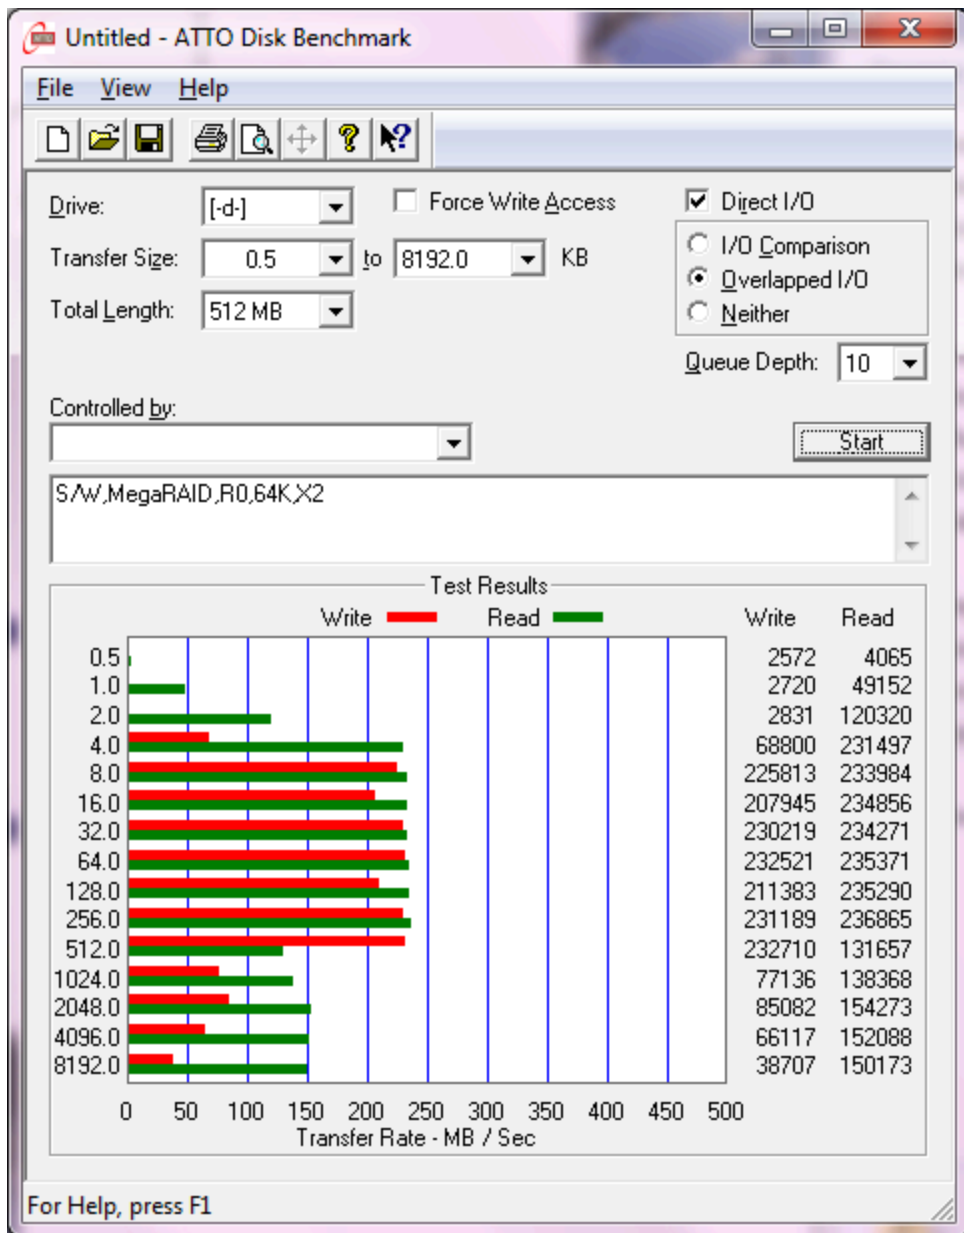 Untitled - ATTO Disk Benchmark
File View Help
Drive: [-d-] Force Write Access Direct I/O
Transfer Size: 0.5 to 8192.0 KB I/O Comparison
Overlapped I/O
Total Length: 512 MB Neither
Queue Depth: 10
Controlled by:
Start
S/W,MegaRAID,R0,64K,X2
Test Results
Write Read Write Read
0.5 2572 4065
1.0 2720 49152
2.0 2831 120320
4.0 68800 231497
8.0 225813 233984
16.0 207945 234856
32.0 230219 234271
64.0 232521 235371
128.0 211383 235290
256.0 231189 236865
512.0 232710 131657
1024.0 77136 138368
2048.0 85082 154273
4096.0 66117 152088
8192.0 38707 150173
0 50 100 150 200 250 300 350 400 450 500
Transfer Rate - MB / Sec
For Help, press F1